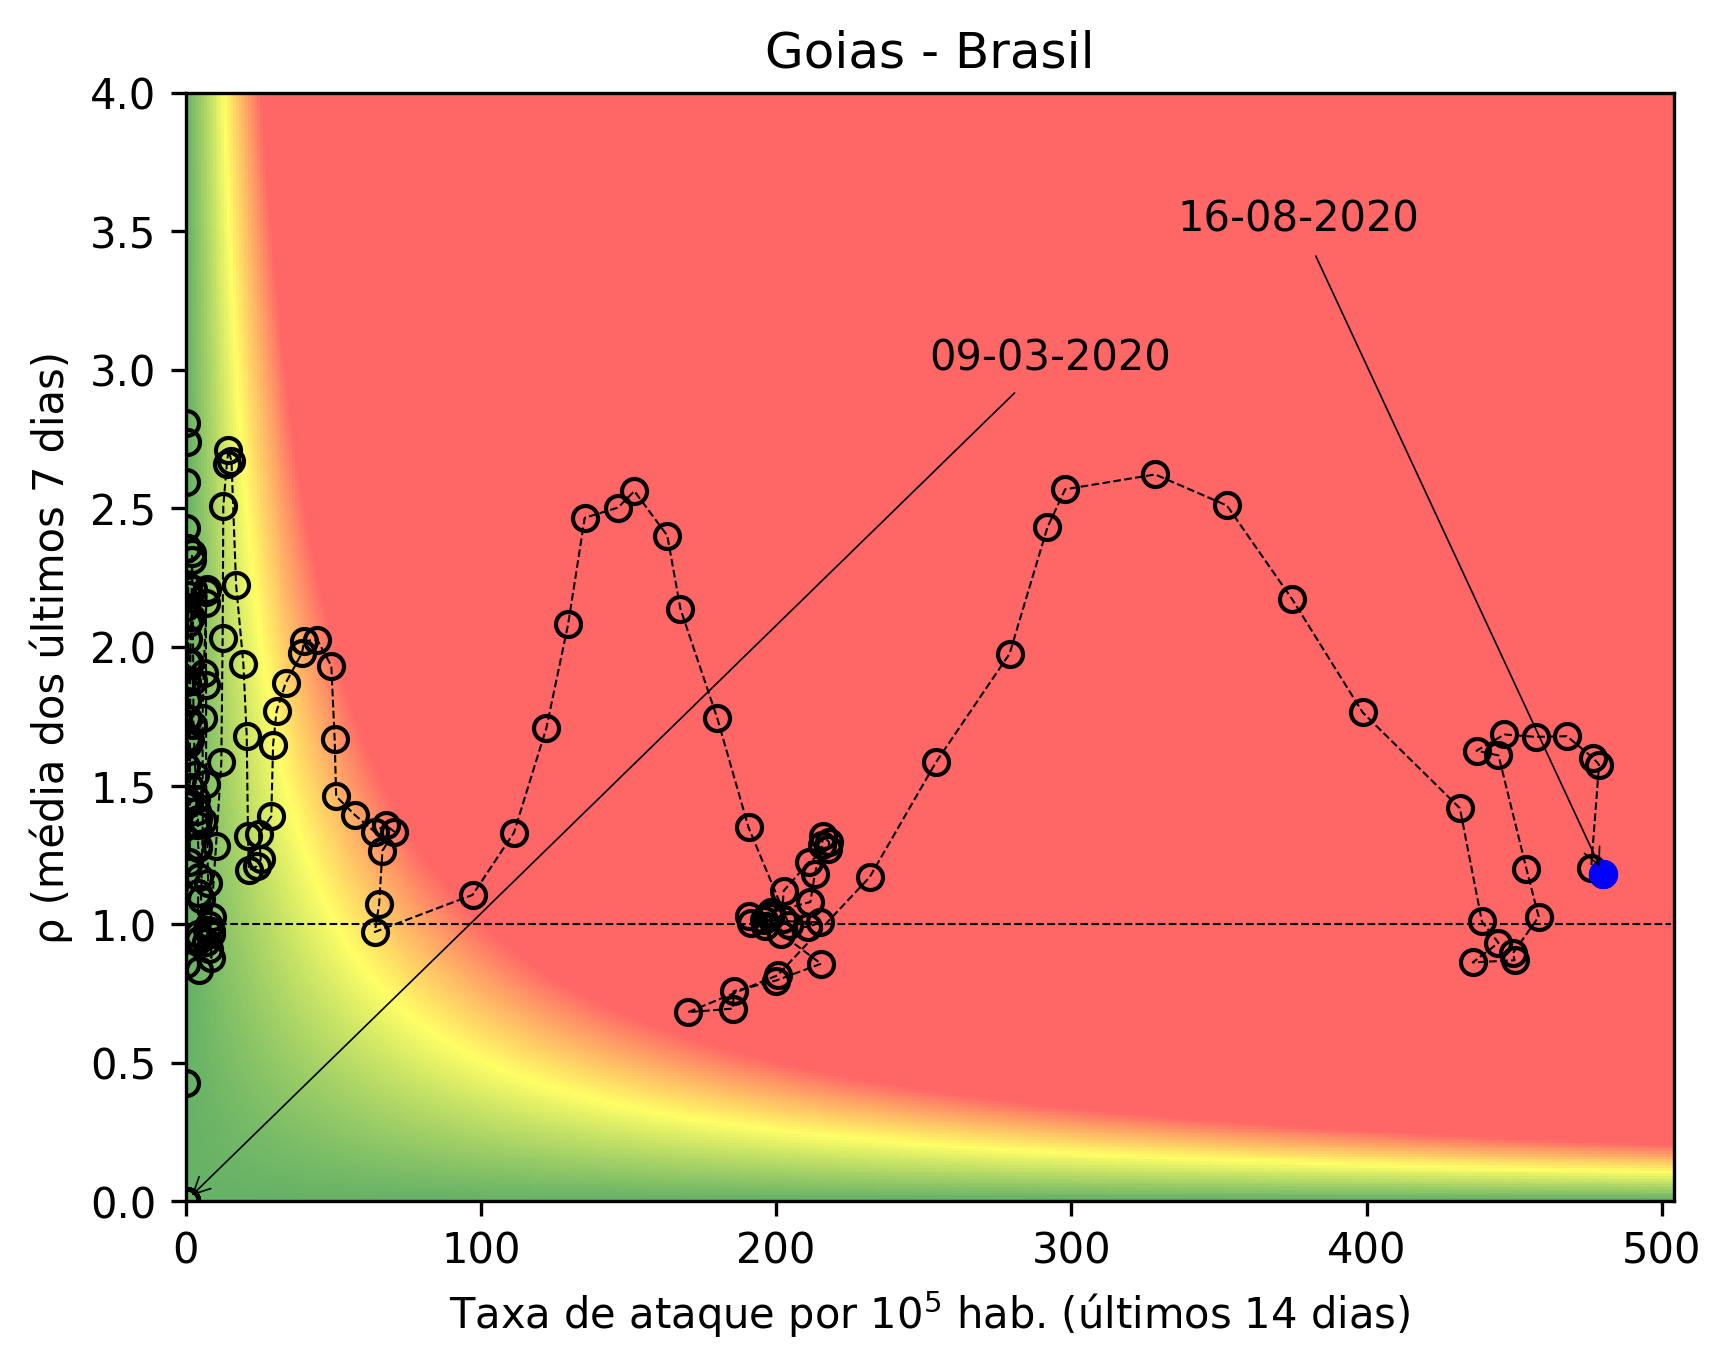 Goias - Brasil
4.0
3.5
3.0
2.5
2.0
1.5
1.0
0.5
0.0
ρ (média dos últimos 7 dias)
16-08-2020
09-03-2020
0 100 200 300 400 500
Taxa de ataque por 10⁵ hab. (últimos 14 dias)